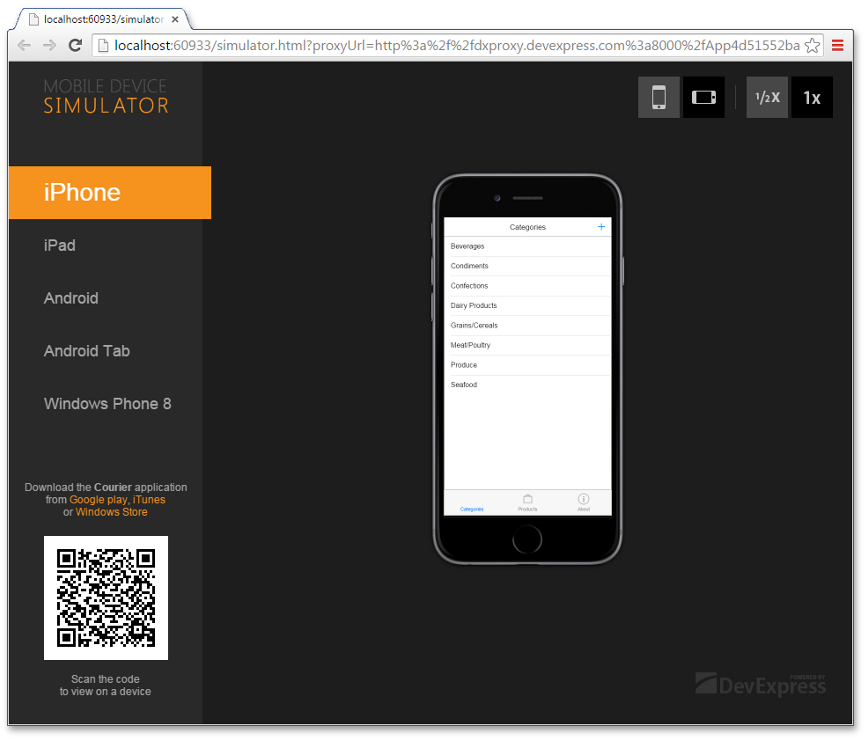 localhost:60933/simulator
localhost:60933/simulator.html?proxyUrl=http%3a%2f%2fdxproxy.devexpress.com%3a8000%2fApp4d51552ba
MOBILE DEVICE
SIMULATOR
1/2X
1x
iPhone
iPad
Android
Android Tab
Windows Phone 8
Download the Courier application
from Google play, iTunes
or Windows Store
Scan the code
to view on a device
Categories +
Beverages
Condiments
Confections
Dairy Products
Grains/Cereals
Meat/Poultry
Produce
Seafood
Categories
Products
About
POWERED BY
DevExpress